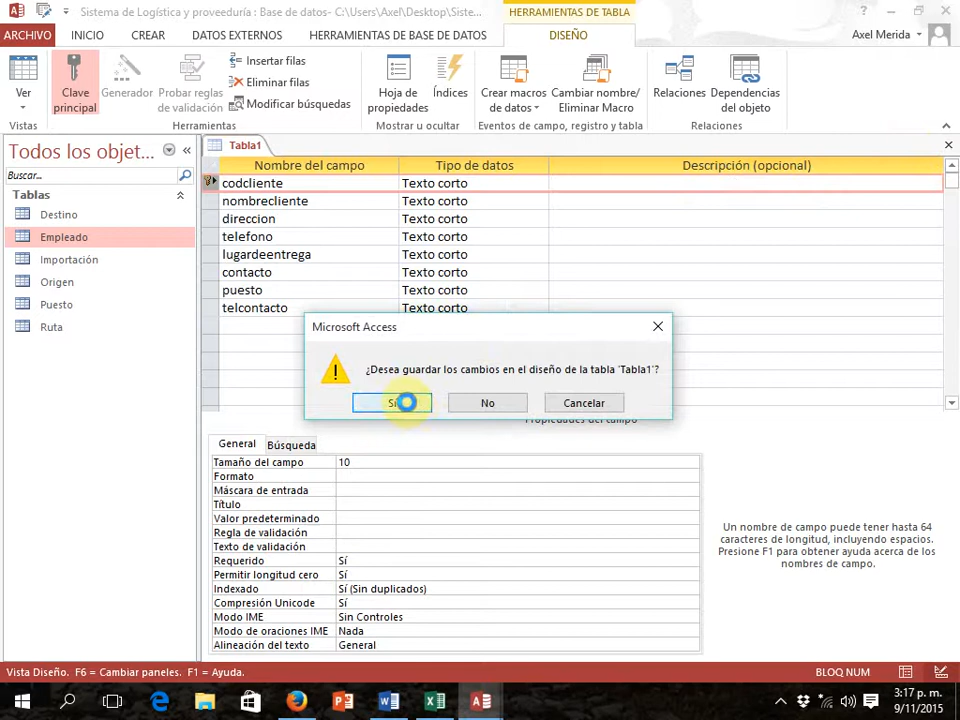 Sistema de Logística y proveeduría : Base de datos- C:\Users\Axel\Desktop\Siste...
HERRAMIENTAS DE TABLA
ARCHIVO
INICIO
CREAR
DATOS EXTERNOS
HERRAMIENTAS DE BASE DE DATOS
DISEÑO
Axel Merida
Ver
Clave principal
Generador
Probar reglas de validación
Insertar filas
Eliminar filas
Modificar búsquedas
Hoja de propiedades
Índices
Crear macros de datos
Cambiar nombre/ Eliminar Macro
Relaciones
Dependencias del objeto
Vistas
Herramientas
Mostrar u ocultar
Eventos de campo, registro y tabla
Relaciones
Todos los objet...
Buscar...
Tablas
Destino
Empleado
Importación
Origen
Puesto
Ruta
Tabla1
Nombre del campo Tipo de datos Descripción (opcional)
codcliente Texto corto
nombrecliente Texto corto
direccion Texto corto
telefono Texto corto
lugardeentrega Texto corto
contacto Texto corto
puesto Texto corto
telcontacto Texto corto
Microsoft Access
¿Desea guardar los cambios en el diseño de la tabla 'Tabla1'?
Sí
No
Cancelar
Propiedades del campo
General
Búsqueda
Tamaño del campo 10
Formato
Máscara de entrada
Título
Valor predeterminado
Regla de validación
Texto de validación
Requerido Sí
Permitir longitud cero Sí
Indexado Sí (Sin duplicados)
Compresión Unicode Sí
Modo IME Sin Controles
Modo de oraciones IME Nada
Alineación del texto General
Un nombre de campo puede tener hasta 64
caracteres de longitud, incluyendo espacios.
Presione F1 para obtener ayuda acerca de los
nombres de campo.
Vista Diseño. F6 = Cambiar paneles. F1 = Ayuda.
BLOQ NUM
3:17 p. m.
9/11/2015